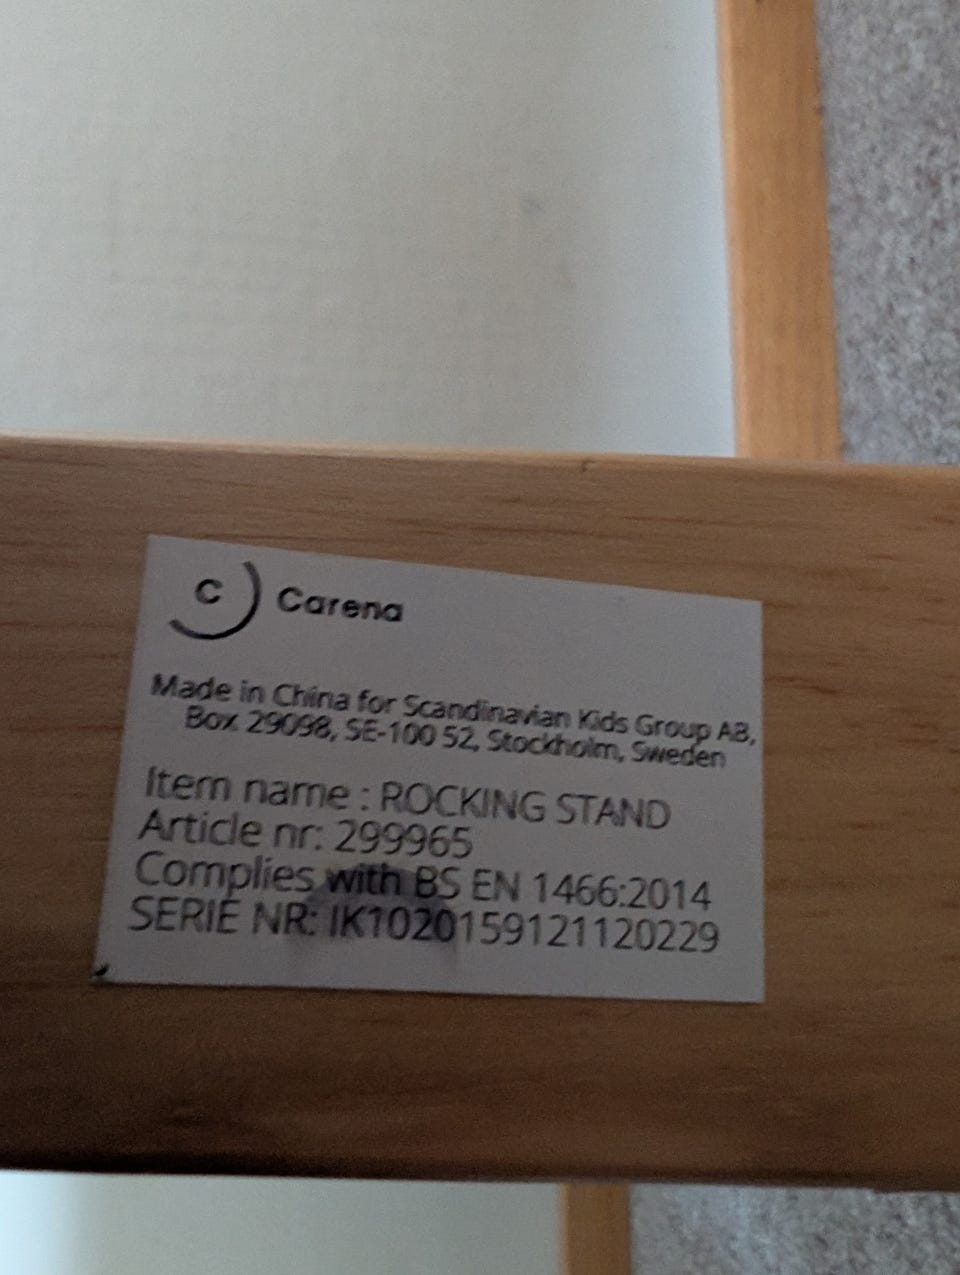 C Carena
Made in China for Scandinavian Kids Group AB,
Box 29098, SE-100 52, Stockholm, Sweden
Item name : ROCKING STAND
Article nr: 299965
Complies with BS EN 1466:2014
SERIE NR: IK1020159121120229